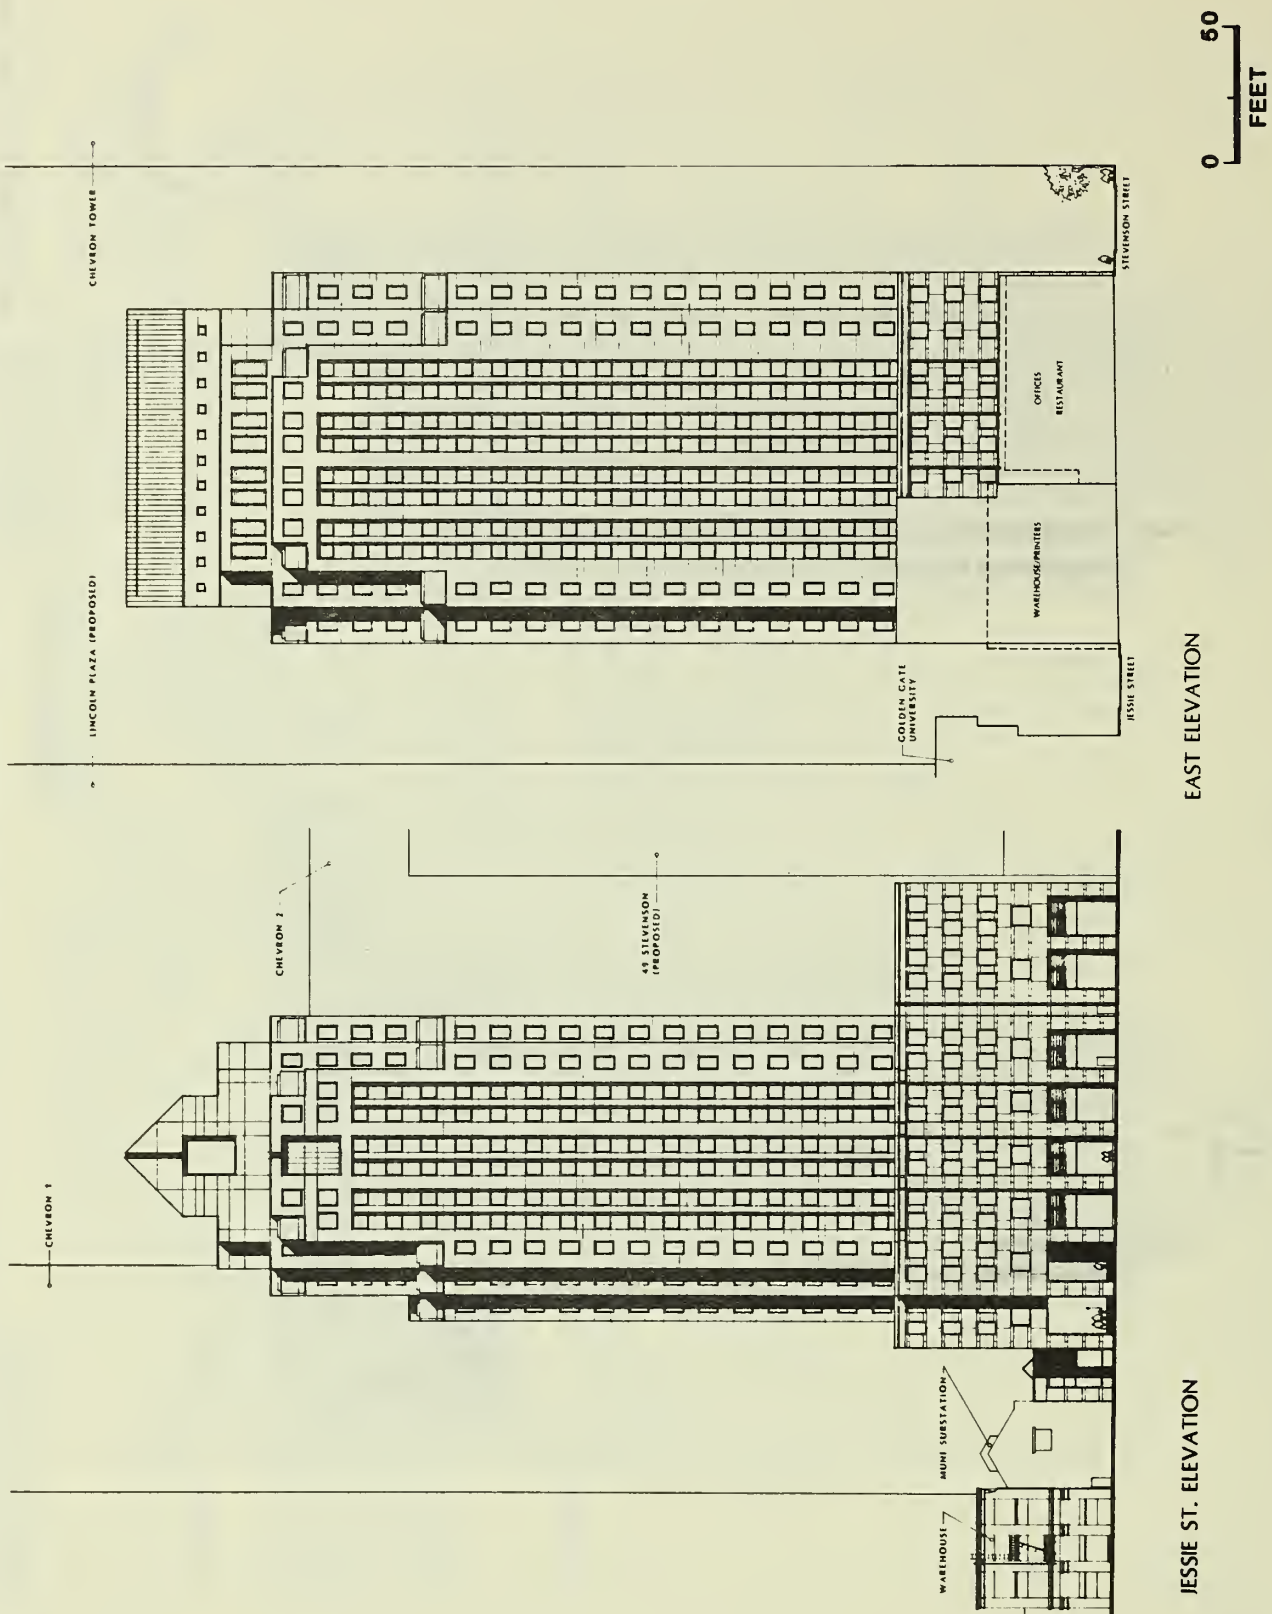 CHEVRON 1
WAREHOUSE
MUNI SUBSTATION
CHEVRON 2
49 STEVENSON
(PROPOSED)
JESSIE ST. ELEVATION
LINCOLN PLAZA (PROPOSED)
CHEVRON TOWER
GOLDEN GATE
UNIVERSITY
WAREHOUSE/PRINTERS
OFFICES
RESTAURANT
JESSIE STREET
STEVENSON STREET
EAST ELEVATION
0 50
FEET